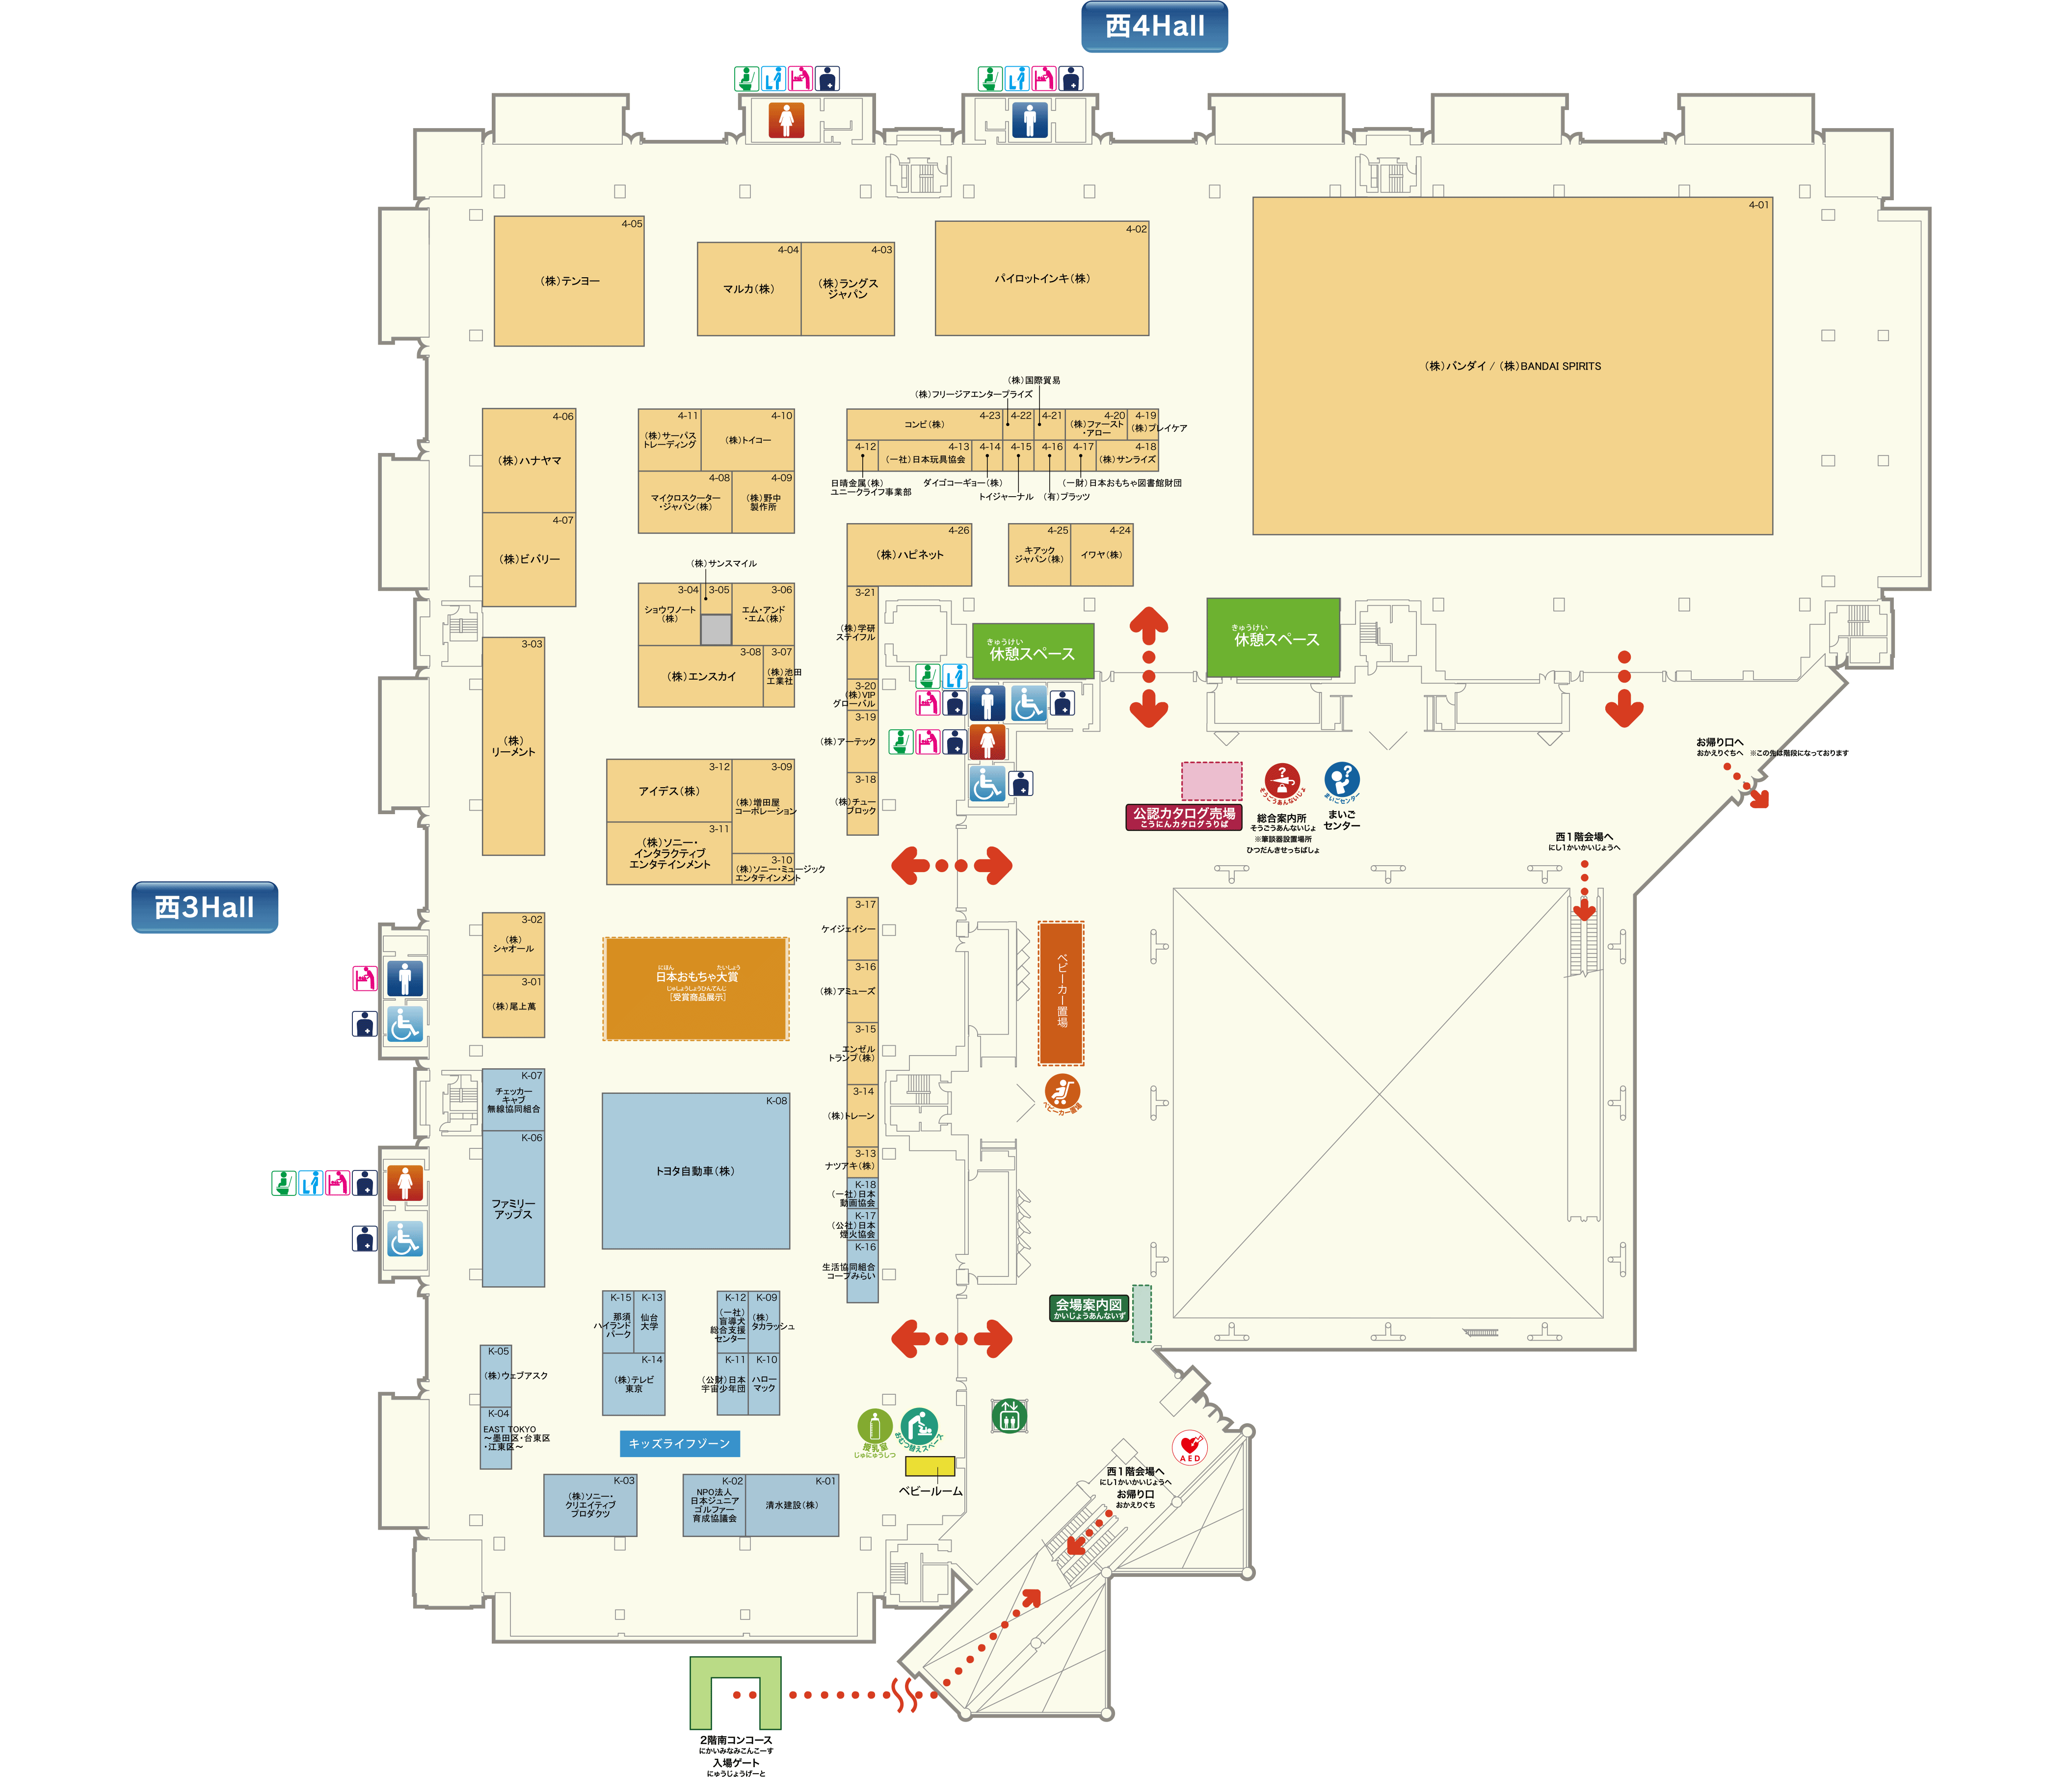 西4Hall
4-05
(株)テンヨー
4-04
マルカ(株)
4-03
(株)ラングス
ジャパン
4-02
パイロットインキ(株)
4-01
(株)バンダイ / (株)BANDAI SPIRITS
4-06
(株)ハナヤマ
4-07
(株)ビバリー
4-11
(株)サーパス
トレーディング
4-10
(株)トイコー
4-08
マイクロスクーター
・ジャパン(株)
4-09
(株)野中
製作所
(株)国際貿易
(株)フリージアエンタープライズ
4-23
コンビ(株)
4-22
4-21
4-20
(株)ファースト
・アロー
4-19
(株)プレイケア
4-12
4-13
(一社)日本玩具協会
4-14
4-15
4-16
4-17
4-18
(株)サンライズ
日晴金属(株)
ユニークライフ事業部
ダイゴコーギョー(株)
トイジャーナル
(有)プラッツ
(一財)日本おもちゃ図書館財団
4-26
(株)ハピネット
4-25
キアック
ジャパン(株)
4-24
イワヤ(株)
(株)サンスマイル
3-04
ショウワノート
(株)
3-05
3-06
エム・アンド
・エム(株)
3-08
(株)エンスカイ
3-07
(株)池田
工業社
3-03
(株)
リーメント
3-21
(株)学研
ステイフル
3-20
(株)VIP
グローバル
3-19
(株)アーテック
3-18
(株)チュー
ブロック
きゅうけい
休憩スペース
きゅうけい
休憩スペース
3-12
アイデス(株)
3-09
(株)増田屋
コーポレーション
3-11
(株)ソニー・
インタラクティブ
エンタテインメント
3-10
(株)ソニー・ミュージック
エンタテインメント
公認カタログ売場
こうにんカタログうりば
そうごうあんないじょ
総合案内所
そうごうあんないじょ
※筆談器設置場所
ひつだんきせっちばしょ
まいごセンター
まいご
センター
お帰り口へ
おかえりぐちへ ※この先は階段になっております
西1階会場へ
にし1かいかいじょうへ
西3Hall
3-02
(株)
シャオール
3-01
(株)尾上萬
にほん たいしょう
日本おもちゃ大賞
じゅしょうしょうひんてんじ
[受賞商品展示]
3-17
ケイジェイシー
3-16
(株)アミューズ
3-15
エンゼル
トランプ(株)
3-14
(株)トレーン
3-13
ナツアキ(株)
ベビーカー置場
ベビーカー置場
K-07
チェッカー
キャブ
無線協同組合
K-06
ファミリー
アップス
K-08
トヨタ自動車(株)
K-18
(一社)日本
動画協会
K-17
(公社)日本
煙火協会
K-16
生活協同組合
コープみらい
会場案内図
かいじょうあんないず
K-15
那須
ハイランド
パーク
K-13
仙台
大学
K-14
(株)テレビ
東京
K-12
(一社)
盲導犬
総合支援
センター
K-09
(株)
タカラッシュ
K-11
(公財)日本
宇宙少年団
K-10
ハロー
マック
K-05
(株)ウェブアスク
K-04
EAST TOKYO
〜墨田区・台東区
・江東区〜
キッズライフゾーン
授乳室
じゅにゅうしつ
おむつ替えスペース
ベビールーム
AED
K-03
(株)ソニー・
クリエイティブ
プロダクツ
K-02
NPO法人
日本ジュニア
ゴルファー
育成協議会
K-01
清水建設(株)
西1階会場へ
にし1かいかいじょうへ
お帰り口
おかえりぐち
2階南コンコース
にかいみなみこんこーす
入場ゲート
にゅうじょうげーと